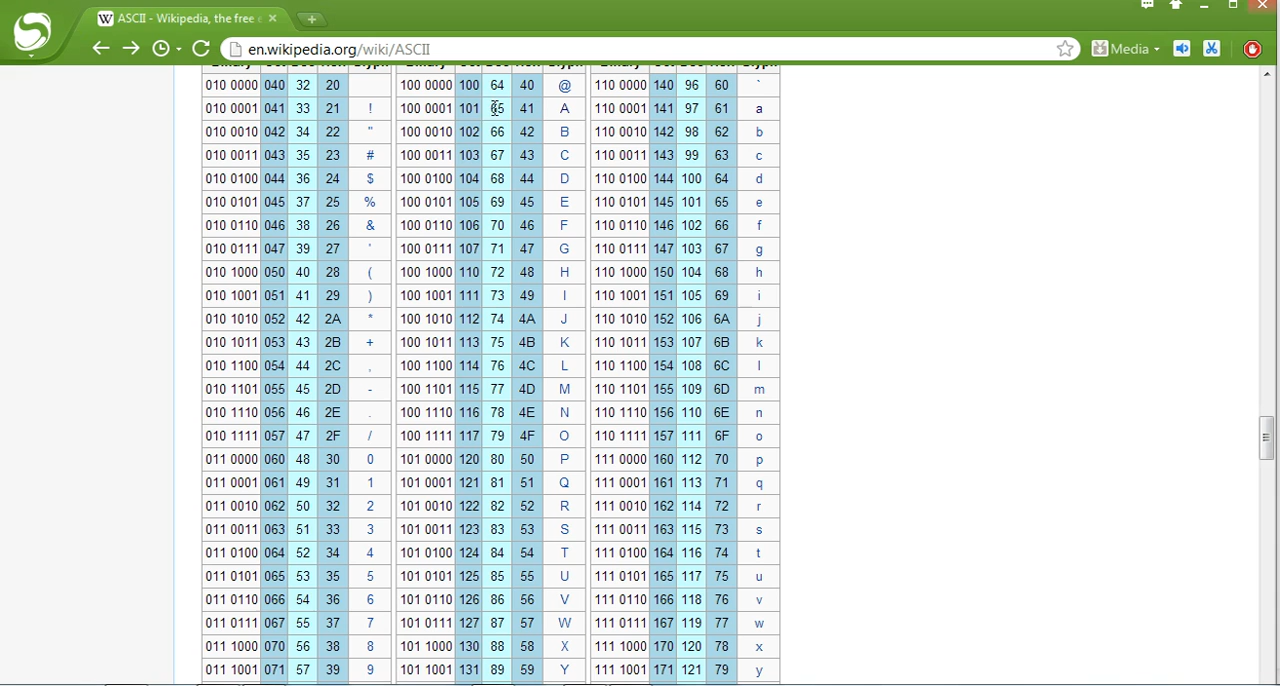 ASCII - Wikipedia, the free e
en.wikipedia.org/wiki/ASCII
Media
010 0000 040 32 20 100 0000 100 64 40 @ 110 0000 140 96 60 `
010 0001 041 33 21 ! 100 0001 101 65 41 A 110 0001 141 97 61 a
010 0010 042 34 22 " 100 0010 102 66 42 B 110 0010 142 98 62 b
010 0011 043 35 23 # 100 0011 103 67 43 C 110 0011 143 99 63 c
010 0100 044 36 24 $ 100 0100 104 68 44 D 110 0100 144 100 64 d
010 0101 045 37 25 % 100 0101 105 69 45 E 110 0101 145 101 65 e
010 0110 046 38 26 & 100 0110 106 70 46 F 110 0110 146 102 66 f
010 0111 047 39 27 ' 100 0111 107 71 47 G 110 0111 147 103 67 g
010 1000 050 40 28 ( 100 1000 110 72 48 H 110 1000 150 104 68 h
010 1001 051 41 29 ) 100 1001 111 73 49 I 110 1001 151 105 69 i
010 1010 052 42 2A * 100 1010 112 74 4A J 110 1010 152 106 6A j
010 1011 053 43 2B + 100 1011 113 75 4B K 110 1011 153 107 6B k
010 1100 054 44 2C , 100 1100 114 76 4C L 110 1100 154 108 6C l
010 1101 055 45 2D - 100 1101 115 77 4D M 110 1101 155 109 6D m
010 1110 056 46 2E . 100 1110 116 78 4E N 110 1110 156 110 6E n
010 1111 057 47 2F / 100 1111 117 79 4F O 110 1111 157 111 6F o
011 0000 060 48 30 0 101 0000 120 80 50 P 111 0000 160 112 70 p
011 0001 061 49 31 1 101 0001 121 81 51 Q 111 0001 161 113 71 q
011 0010 062 50 32 2 101 0010 122 82 52 R 111 0010 162 114 72 r
011 0011 063 51 33 3 101 0011 123 83 53 S 111 0011 163 115 73 s
011 0100 064 52 34 4 101 0100 124 84 54 T 111 0100 164 116 74 t
011 0101 065 53 35 5 101 0101 125 85 55 U 111 0101 165 117 75 u
011 0110 066 54 36 6 101 0110 126 86 56 V 111 0110 166 118 76 v
011 0111 067 55 37 7 101 0111 127 87 57 W 111 0111 167 119 77 w
011 1000 070 56 38 8 101 1000 130 88 58 X 111 1000 170 120 78 x
011 1001 071 57 39 9 101 1001 131 89 59 Y 111 1001 171 121 79 y